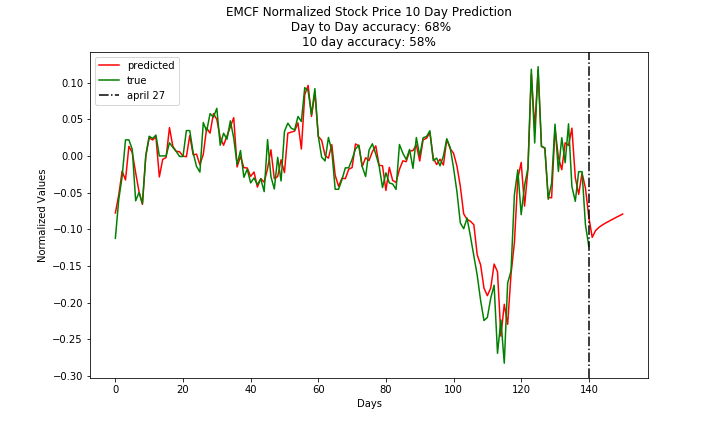 EMCF Normalized Stock Price 10 Day Prediction
Day to Day accuracy: 68%
10 day accuracy: 58%
predicted
true
april 27
0.10
0.05
0.00
−0.05
−0.10
−0.15
−0.20
−0.25
−0.30
Normalized Values
0 20 40 60 80 100 120 140
Days